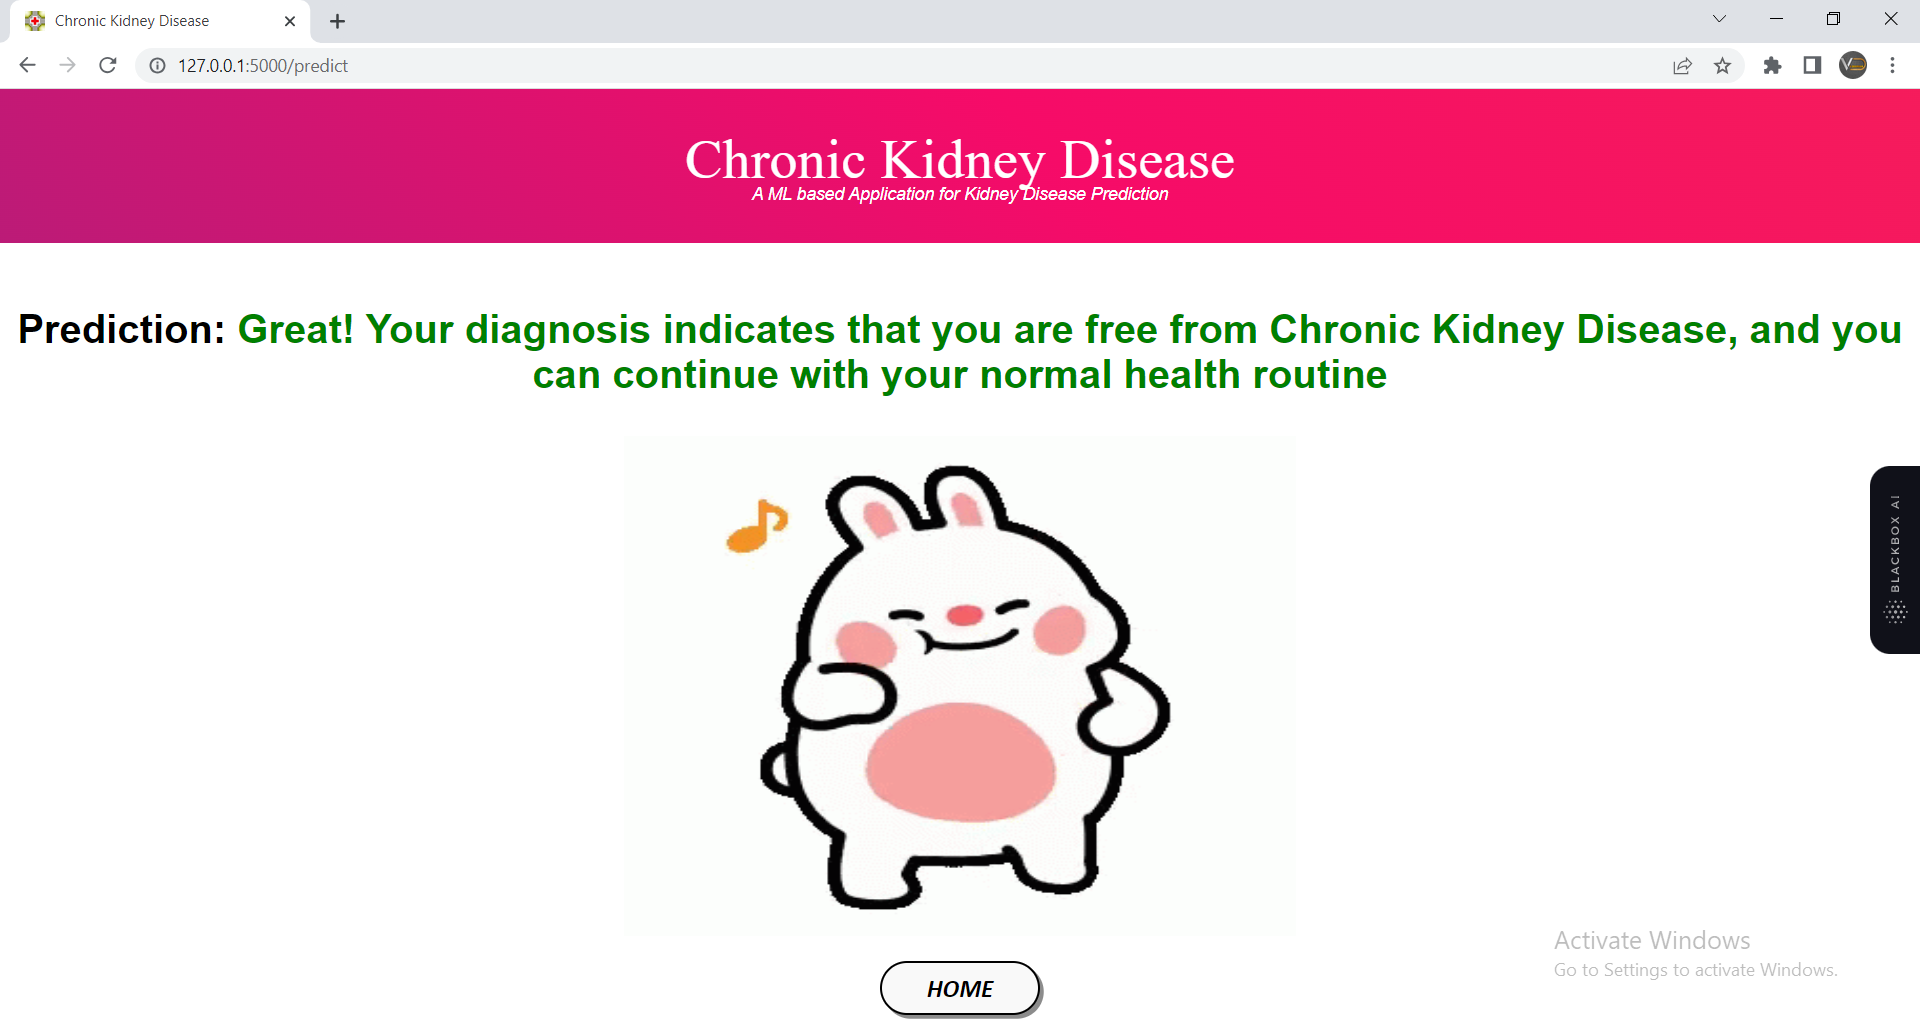 Chronic Kidney Disease
127.0.0.1:5000/predict
Chronic Kidney Disease
A ML based Application for Kidney Disease Prediction
Prediction: Great! Your diagnosis indicates that you are free from Chronic Kidney Disease, and you
can continue with your normal health routine
BLACKBOX AI
Activate Windows
Go to Settings to activate Windows.
HOME